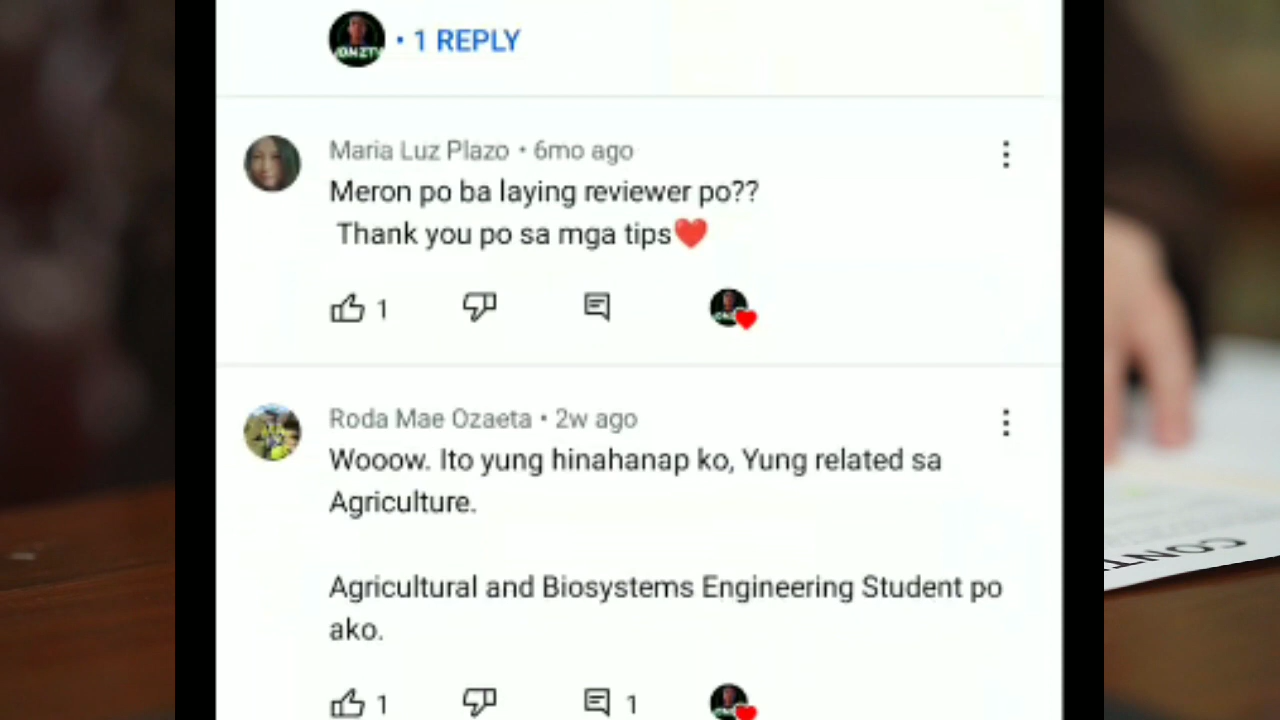 • 1 REPLY
Maria Luz Plazo • 6mo ago
Meron po ba laying reviewer po??
Thank you po sa mga tips❤️
1
Roda Mae Ozaeta • 2w ago
Wooow. Ito yung hinahanap ko, Yung related sa
Agriculture.
Agricultural and Biosystems Engineering Student po
ako.
1 1